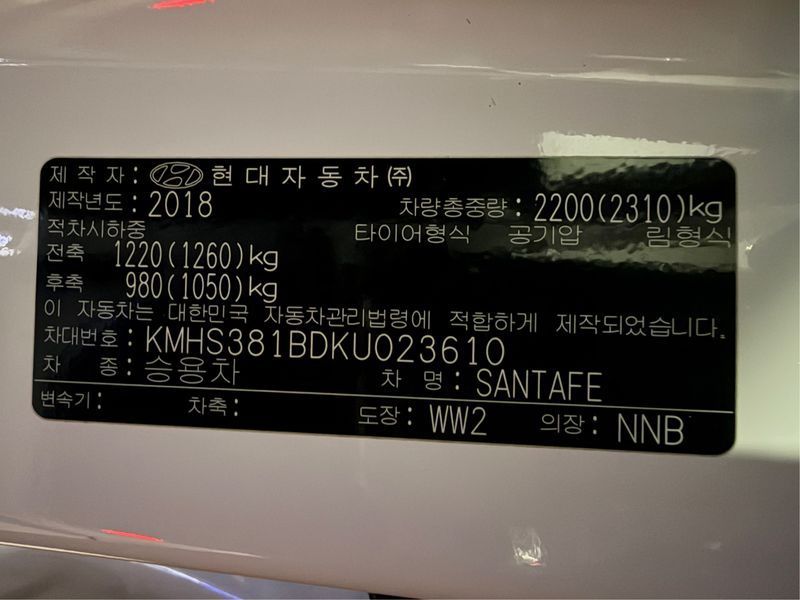 제 작 자 : 현대자동차(주)
제작년도 : 2018 차량총중량 : 2200(2310)kg
적차시하중 타이어형식 공기압 림형식
전축 1220(1260)kg
후축 980(1050)kg
이 자동차는 대한민국 자동차관리법령에 적합하게 제작되었습니다.
차대번호 : KMHS381BDKU023610
차 종 : 승용차 차 명 : SANTAFE
변속기 : 차축 : 도장 : WW2 의장 : NNB